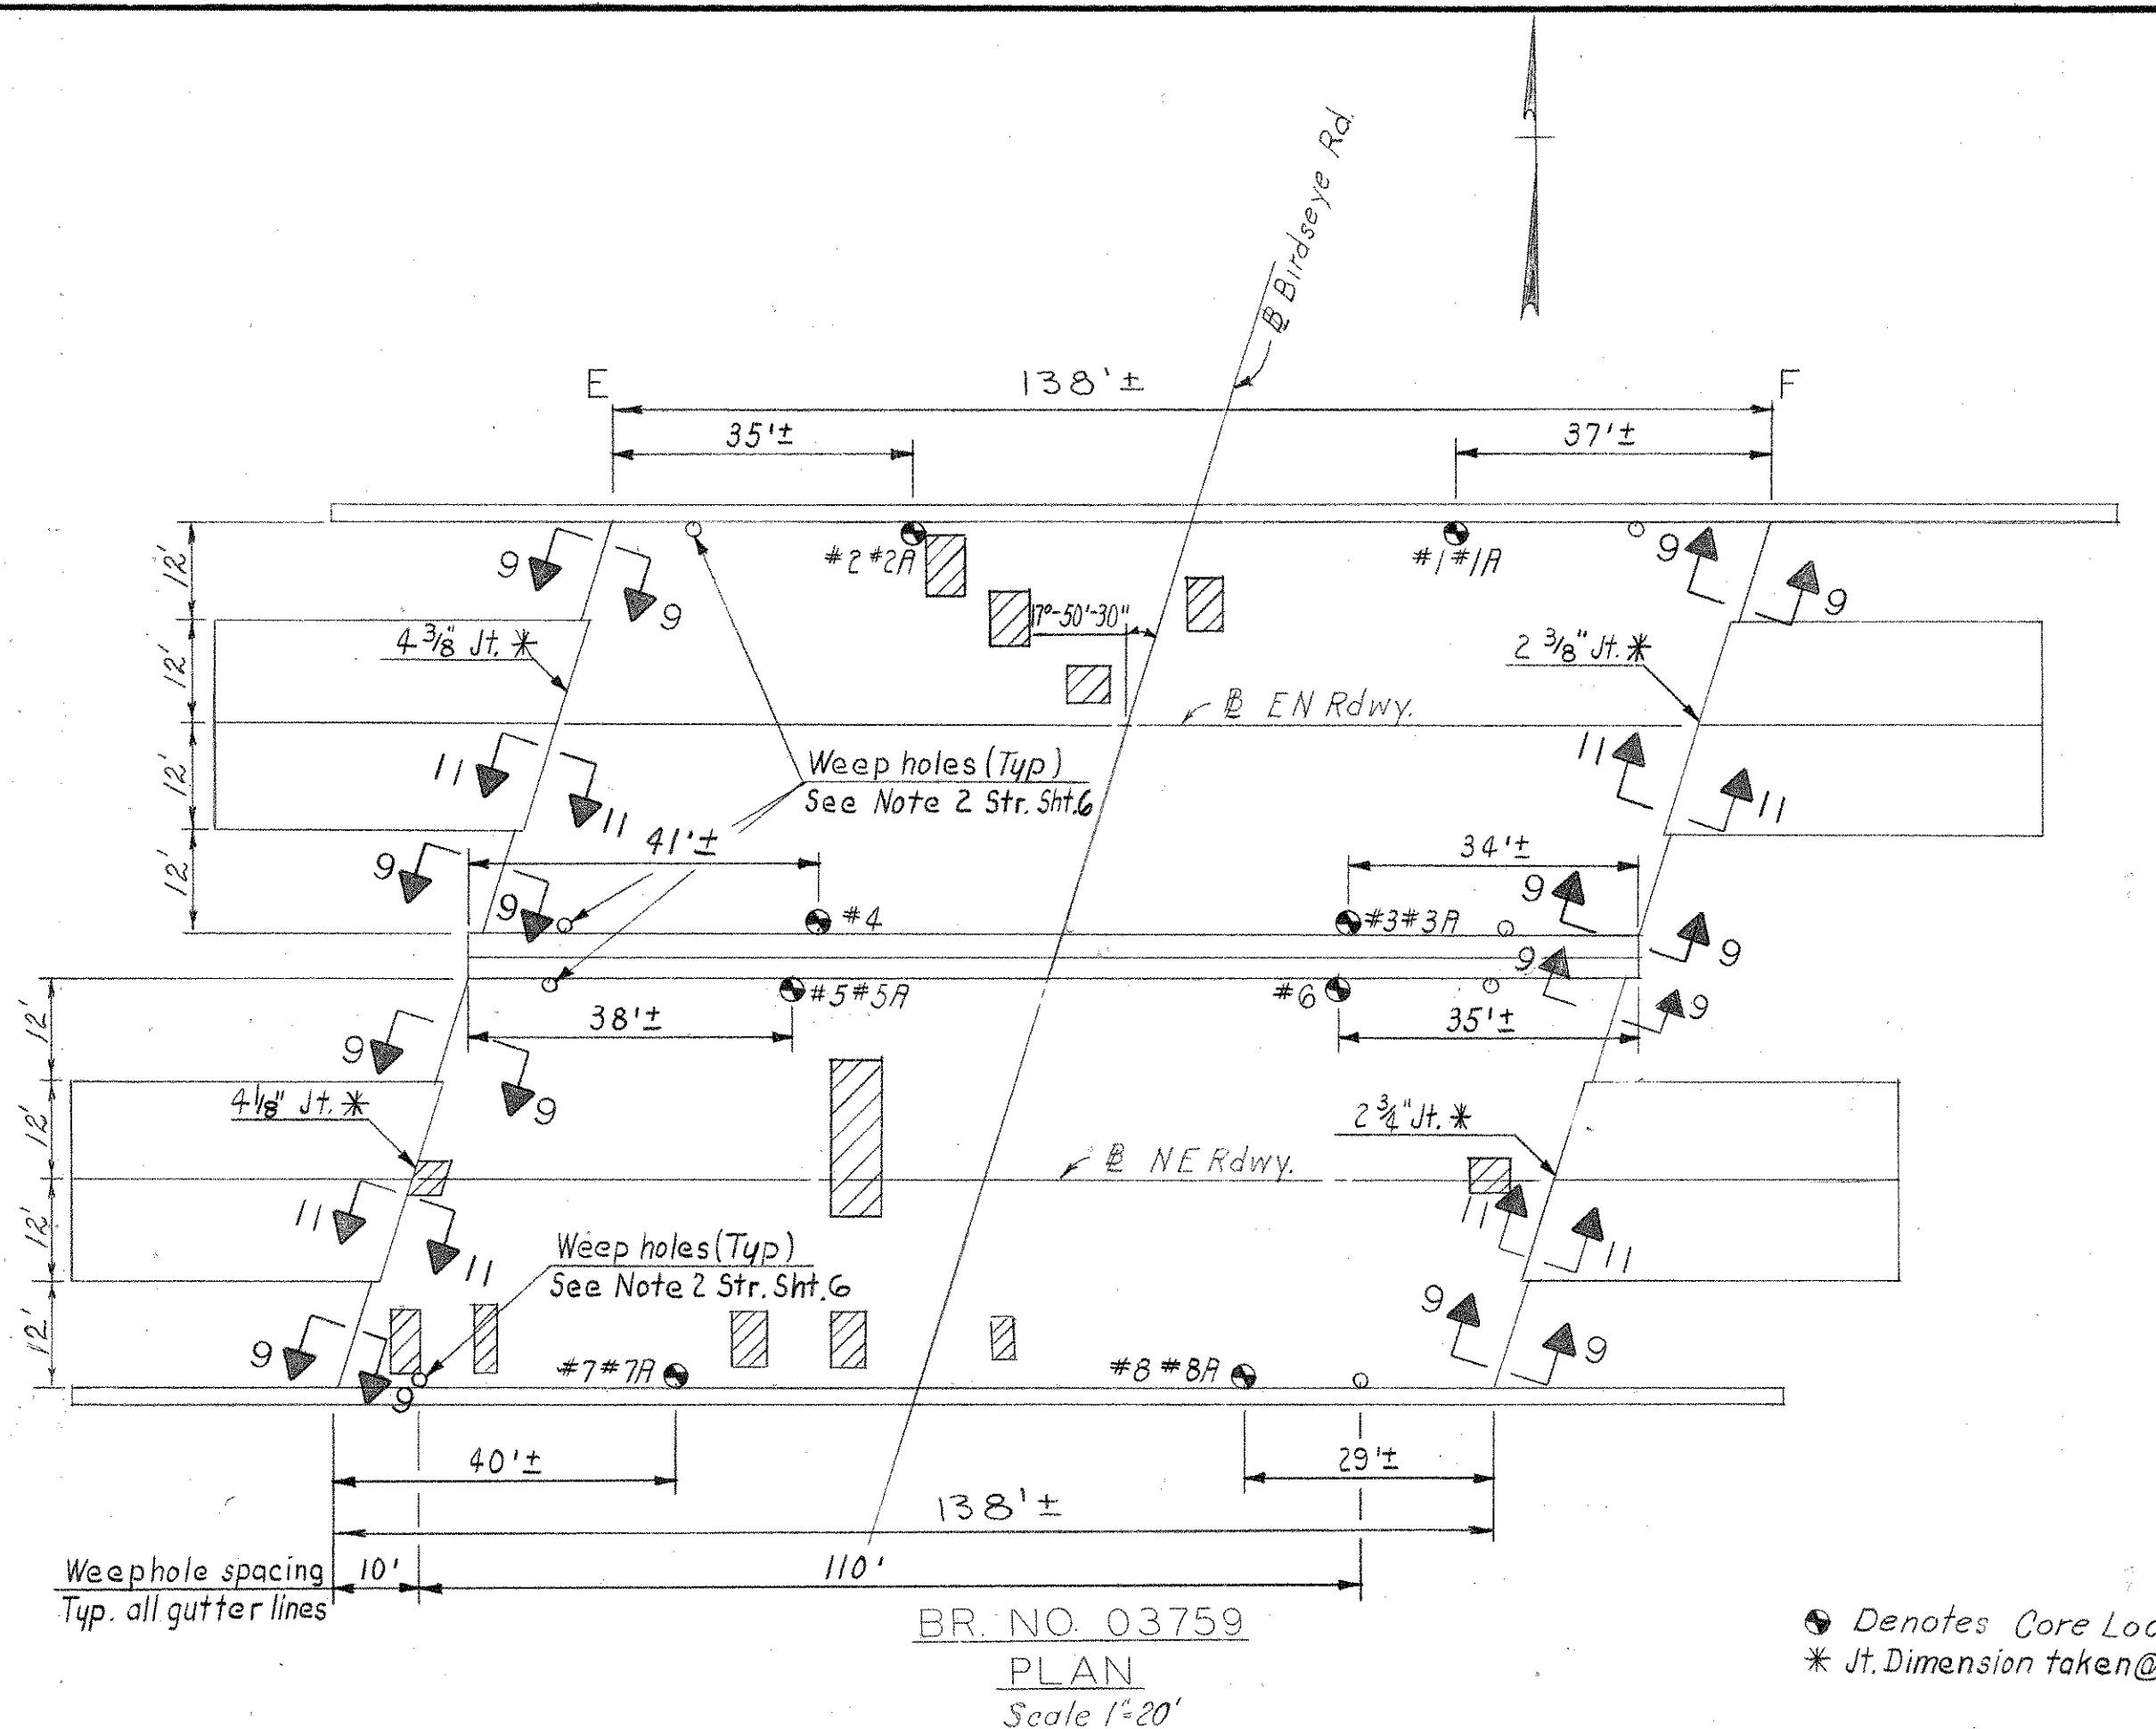 Birdseye Rd.
E
138'±
F
35'±
37'±
12'
9
9
#2 #2A
#1 #1A
9
9
17°-50'-30"
4 3/8" Jt. *
2 3/8" Jt. *
12'
EN Rdwy.
11
11
Weep holes (Typ)
See Note 2 Str. Sht. 6
11
11
12'
41'±
34'±
12'
9
9
#4
#3 #3A
9
9
#5 #5A
#6
9
9
12'
38'±
35'±
9
9
4 1/8" Jt. *
2 3/4" Jt. *
12'
NE Rdwy.
11
11
11
11
12'
Weep holes (Typ)
See Note 2 Str. Sht. 6
9
9
9
9
12'
#7 #7A
#8 #8A
40'±
29'±
138'±
Weephole spacing
Typ. all gutter lines
10'
110'
BR. NO. 03759
PLAN
Scale 1"=20'
Denotes Core Loc
* Jt. Dimension taken @